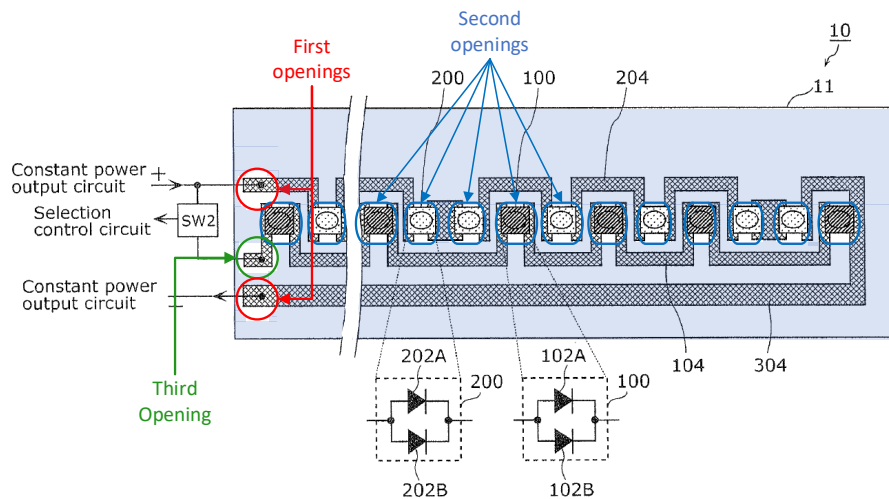 10
Second
openings
First
openings
200
100
204
11
Constant power
output circuit
+
Selection
control circuit
SW2
Constant power
output circuit
−
104
304
Third
Opening
202A
200
102A
100
202B
102B